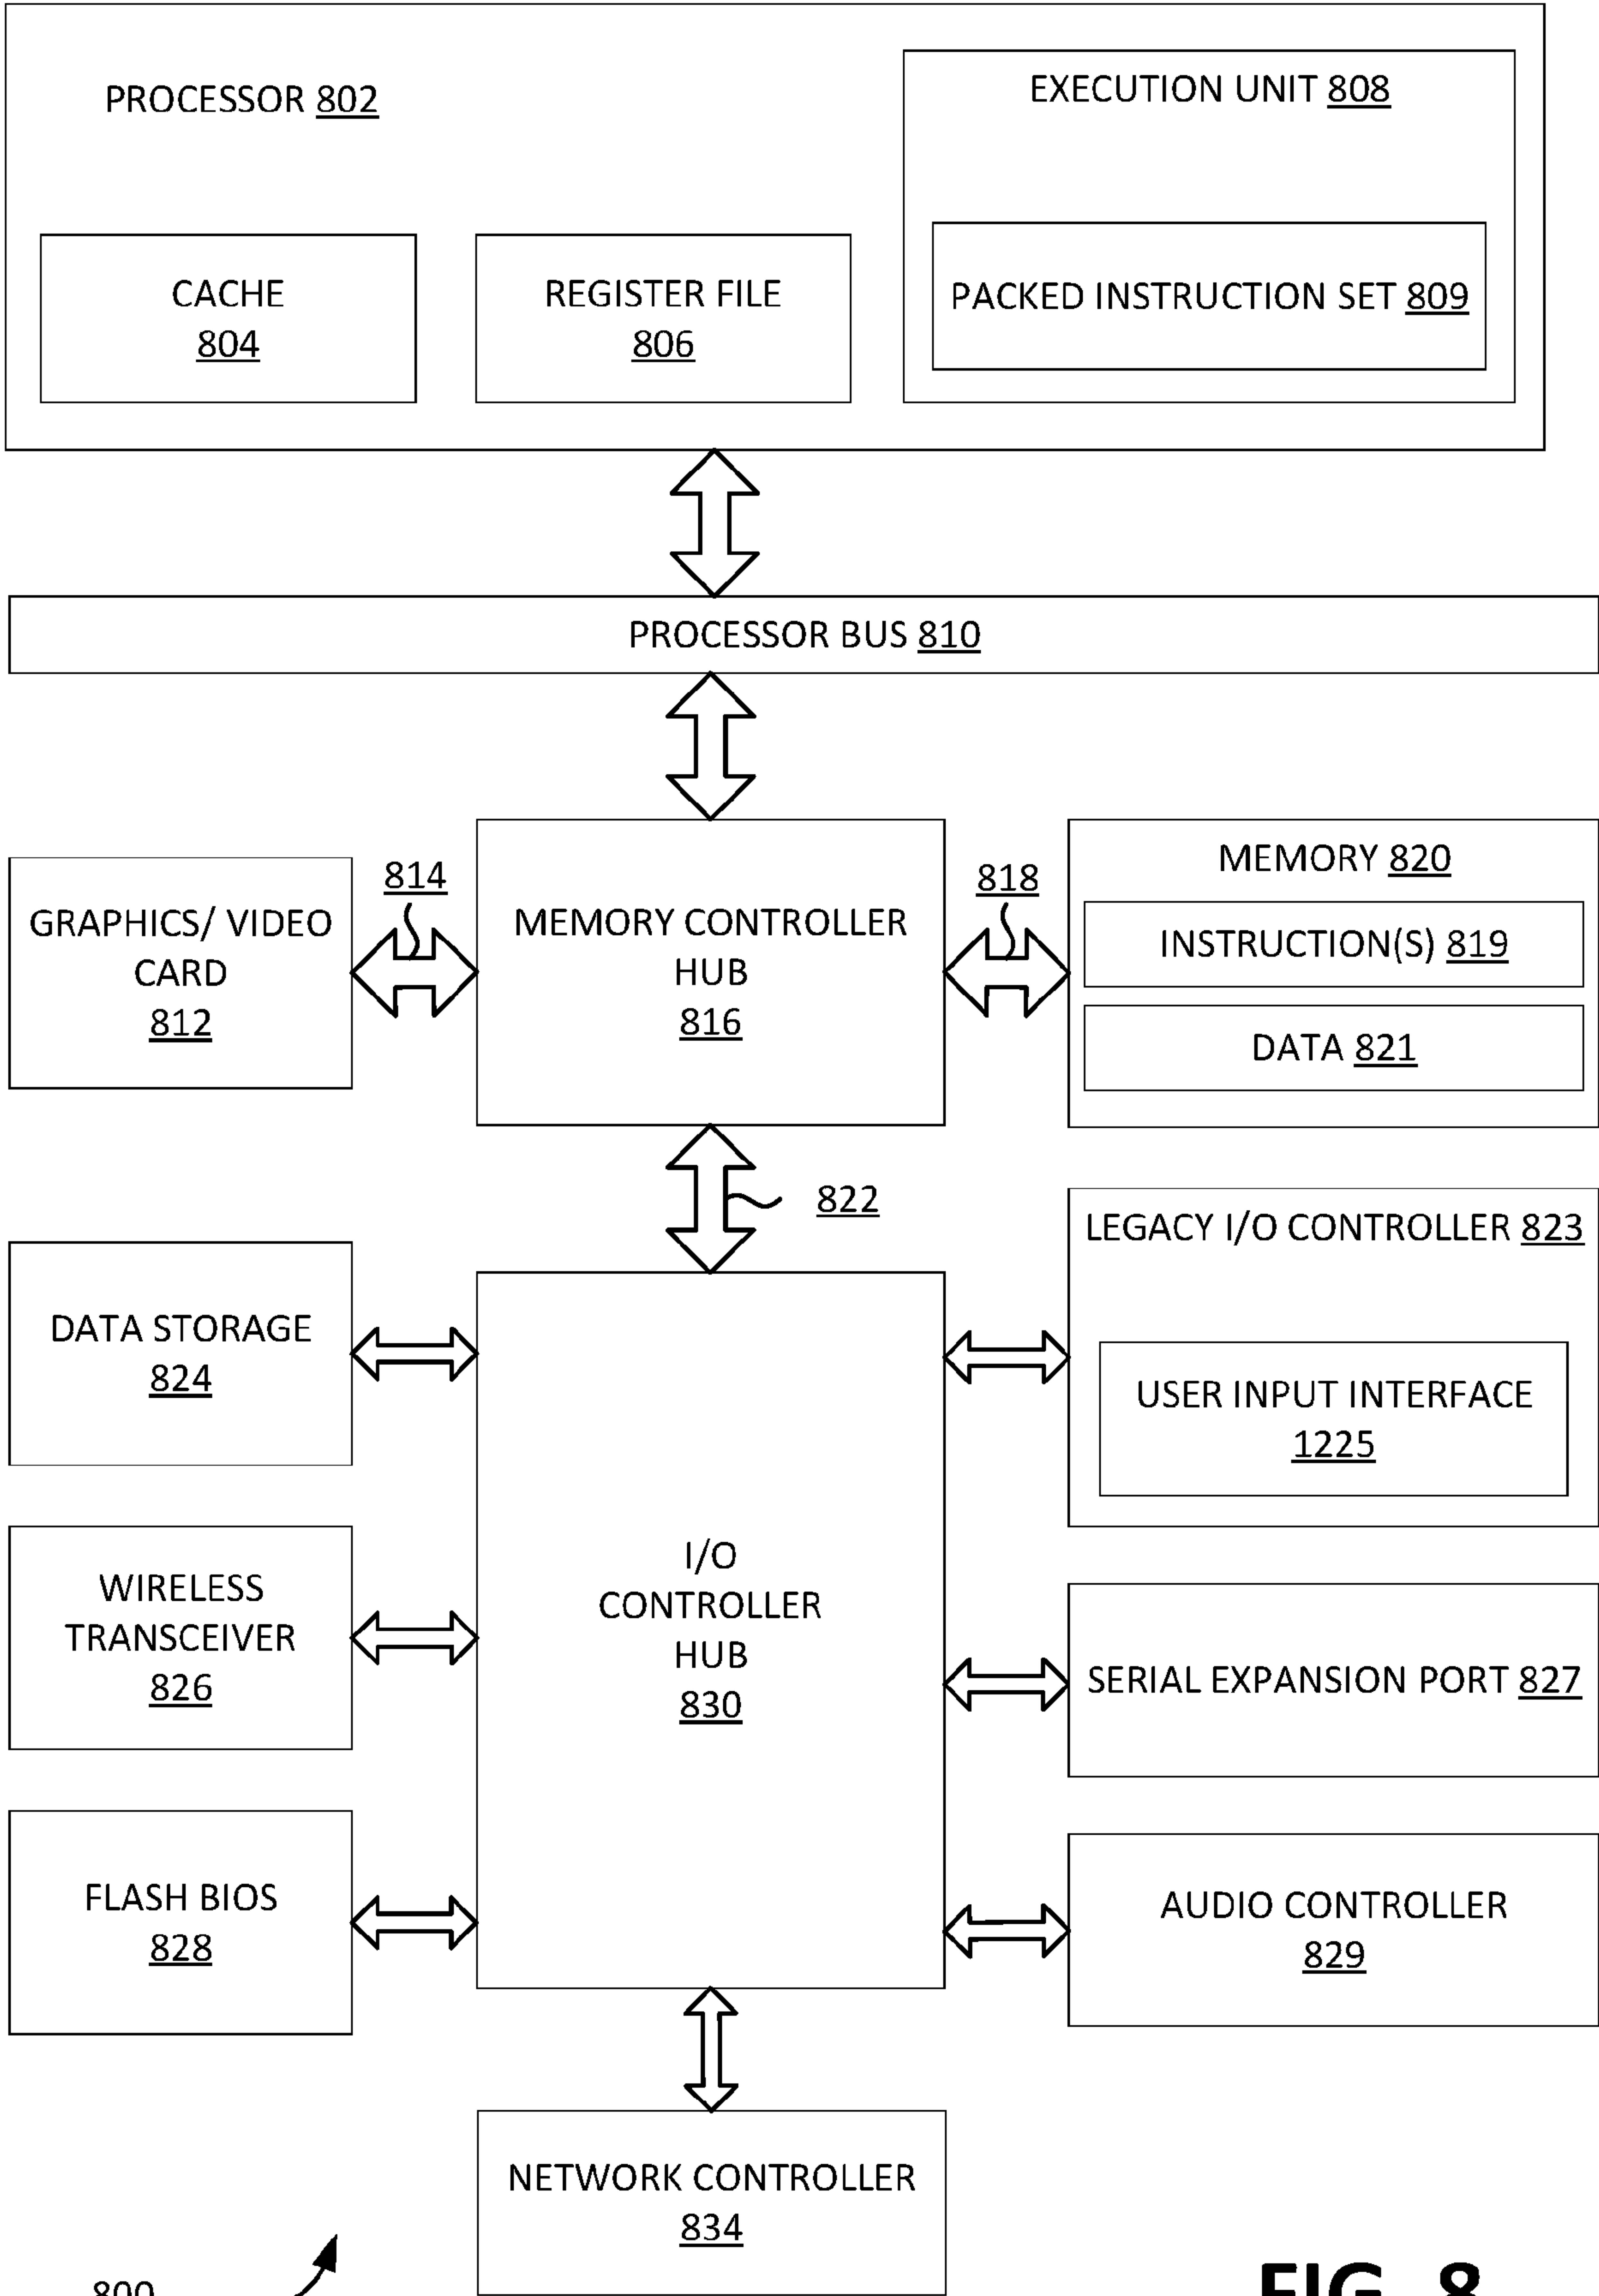 PROCESSOR 802
EXECUTION UNIT 808
CACHE
804
REGISTER FILE
806
PACKED INSTRUCTION SET 809
PROCESSOR BUS 810
GRAPHICS/ VIDEO
CARD
812
814
MEMORY CONTROLLER
HUB
816
818
MEMORY 820
INSTRUCTION(S) 819
DATA 821
822
LEGACY I/O CONTROLLER 823
USER INPUT INTERFACE
1225
DATA STORAGE
824
WIRELESS
TRANSCEIVER
826
I/O
CONTROLLER
HUB
830
SERIAL EXPANSION PORT 827
FLASH BIOS
828
AUDIO CONTROLLER
829
NETWORK CONTROLLER
834
800
FIG. 8